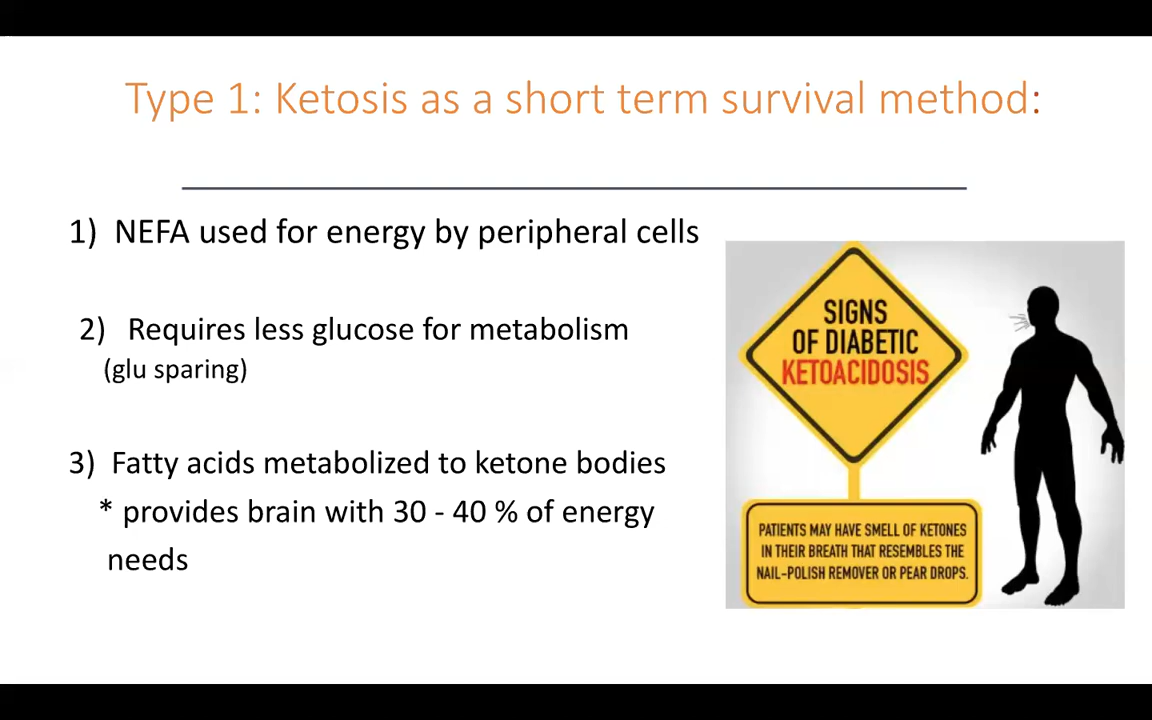 Type 1: Ketosis as a short term survival method:
1) NEFA used for energy by peripheral cells
2) Requires less glucose for metabolism
(glu sparing)
3) Fatty acids metabolized to ketone bodies
* provides brain with 30 - 40 % of energy
needs
SIGNS
OF DIABETIC
KETOACIDOSIS
PATIENTS MAY HAVE SMELL OF KETONES
IN THEIR BREATH THAT RESEMBLES THE
NAIL-POLISH REMOVER OR PEAR DROPS.